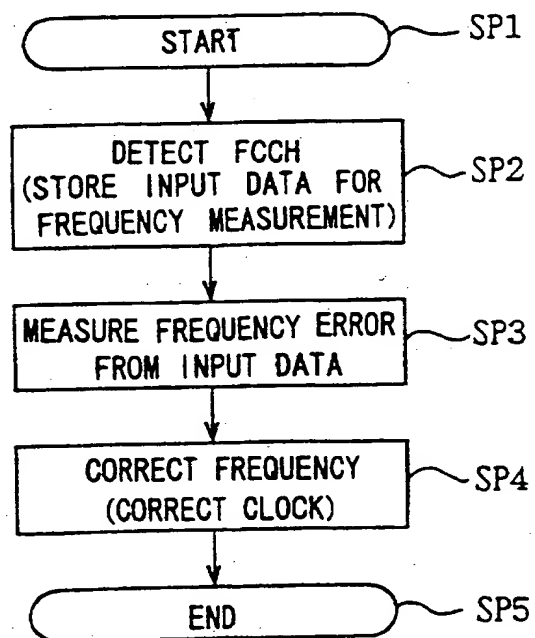 START
SP1
DETECT FCCH
(STORE INPUT DATA FOR
FREQUENCY MEASUREMENT)
SP2
MEASURE FREQUENCY ERROR
FROM INPUT DATA
SP3
CORRECT FREQUENCY
(CORRECT CLOCK)
SP4
END
SP5